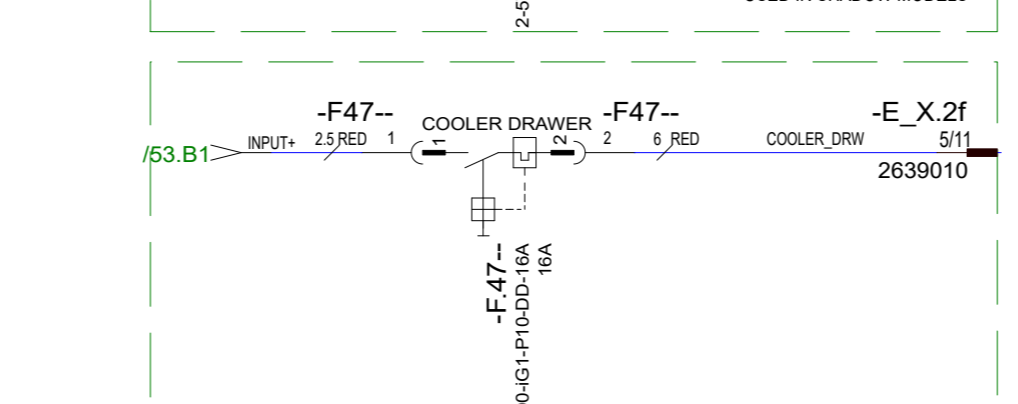 2-5
-F47--
COOLER DRAWER
-F47--
-E_X.2f
/53.B1
INPUT+
2.5 RED
1
1
2
2
6 RED
COOLER_DRW
5/11
2639010
-F.47--
0-iG1-P10-DD-16A
16A